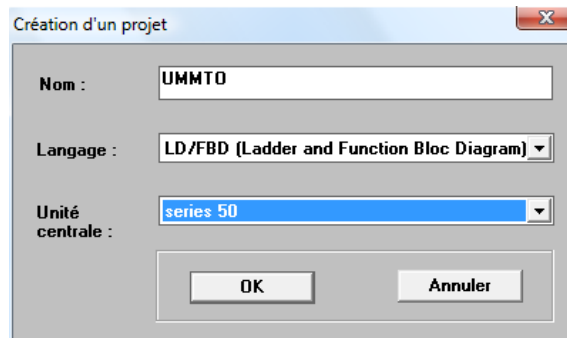 Création d'un projet
Nom : UMMTO
Langage : LD/FBD (Ladder and Function Bloc Diagram)
Unité centrale : series 50
OK Annuler